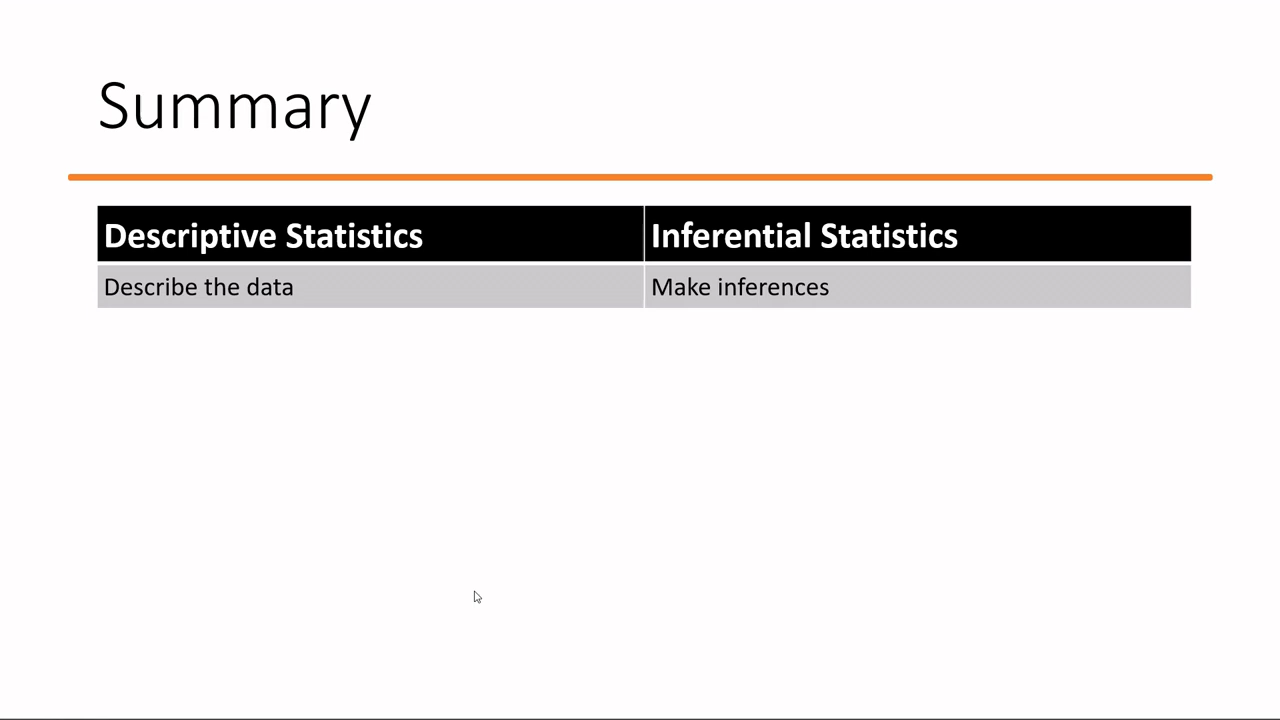 Summary
Descriptive Statistics
Inferential Statistics
Describe the data
Make inferences